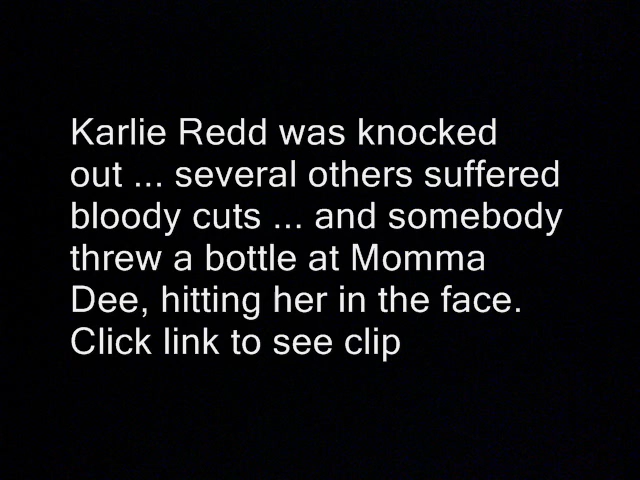 Karlie Redd was knocked
out ... several others suffered
bloody cuts ... and somebody
threw a bottle at Momma
Dee, hitting her in the face.
Click link to see clip